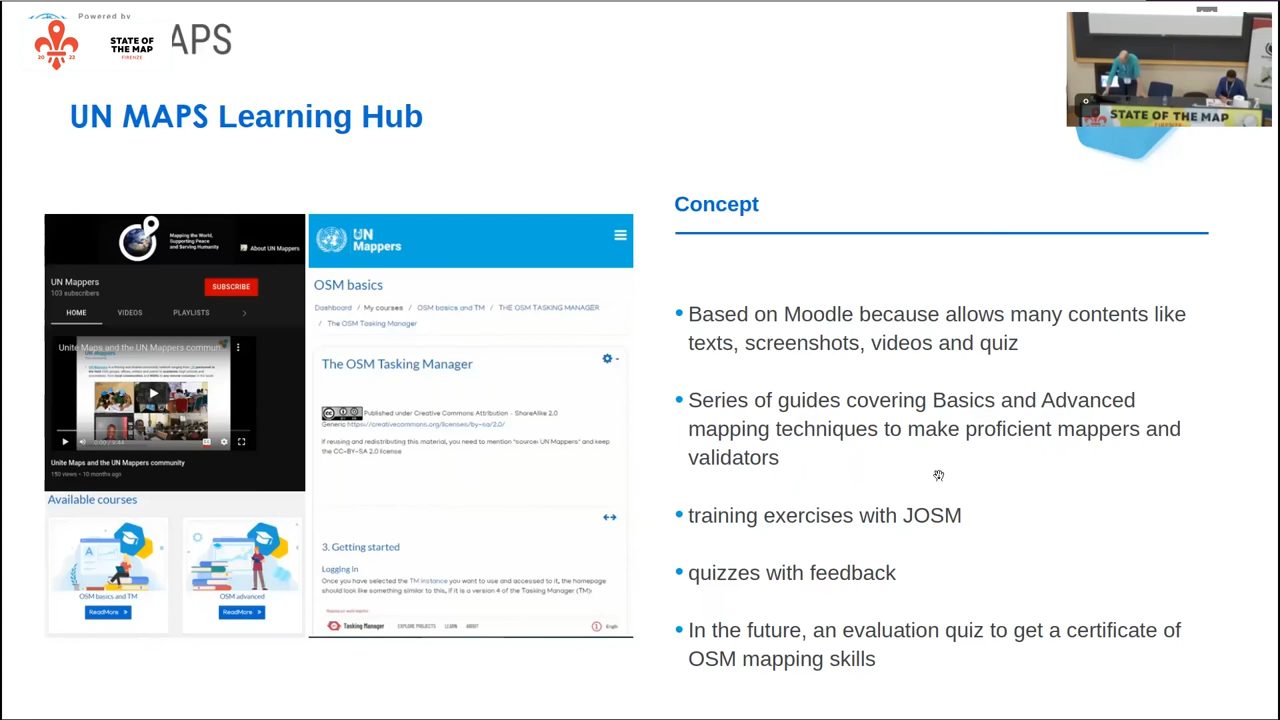 Powered by
APS
STATE OF
THE MAP
FIRENZE
2022
UN MAPS Learning Hub
STATE OF THE MAP
FIRENZE
Mapping the World,
Supporting Peace
and Serving Humanity
About UN Mappers
UN Mappers
103 subscribers
SUBSCRIBE
HOME VIDEOS PLAYLISTS
Unite Maps and the UN Mappers commun...
Unite Maps and the UN Mappers community
150 views • 10 months ago
Available courses
OSM basics and TM
ReadMore »
OSM advanced
ReadMore »
UN
Mappers
OSM basics
Dashboard / My courses / OSM basics and TM / THE OSM TASKING MANAGER
/ The OSM Tasking Manager
The OSM Tasking Manager
Published under Creative Commons Attribution - ShareAlike 2.0
Generic https://creativecommons.org/licenses/by-sa/2.0/
If reusing and redistributing this material, you need to mention "source: UN Mappers" and keep
the CC-BY-SA 2.0 license
3. Getting started
Logging in
Once you have selected the TM instance you want to use and accessed to it, the homepage
should look like something similar to this, if it is a version 4 of the Tasking Manager (TM):
Tasking Manager EXPLORE PROJECTS LEARN ABOUT
Concept
• Based on Moodle because allows many contents like
texts, screenshots, videos and quiz
• Series of guides covering Basics and Advanced
mapping techniques to make proficient mappers and
validators
• training exercises with JOSM
• quizzes with feedback
• In the future, an evaluation quiz to get a certificate of
OSM mapping skills